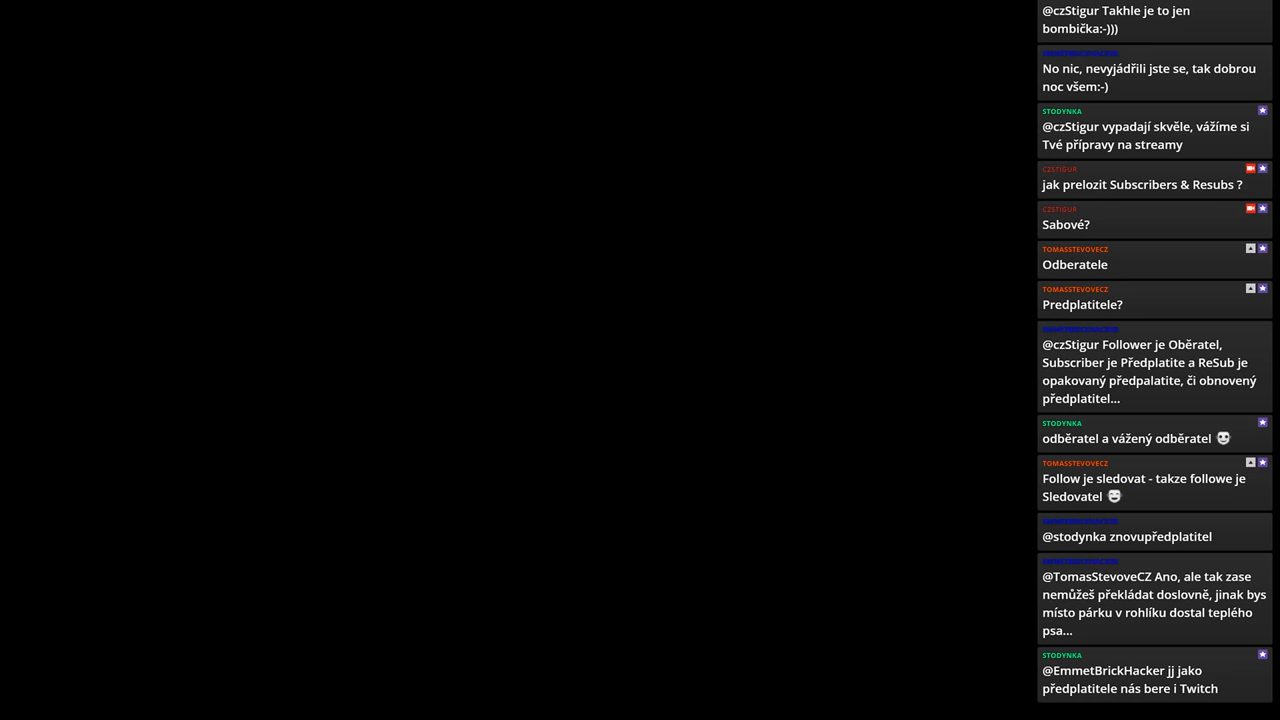 @czStigur Takhle je to jen
bombička:-)))
No nic, nevyjádřili jste se, tak dobrou
noc všem:-)
STODYNKA
@czStigur vypadají skvěle, vážíme si
Tvé přípravy na streamy
CZSTIGUR
jak prelozit Subscribers & Resubs ?
CZSTIGUR
Sabové?
TOMASSTEVOVECZ
Odberatele
TOMASSTEVOVECZ
Predplatitele?
@czStigur Follower je Oběratel,
Subscriber je Předplatite a ReSub je
opakovaný předpalatite, či obnovený
předplatitel...
STODYNKA
odběratel a vážený odběratel
TOMASSTEVOVECZ
Follow je sledovat - takze followe je
Sledovatel
@stodynka znovupředplatitel
@TomasStevoveCZ Ano, ale tak zase
nemůžeš překládat doslovně, jinak bys
místo párku v rohlíku dostal teplého
psa...
STODYNKA
@EmmetBrickHacker jj jako
předplatitele nás bere i Twitch